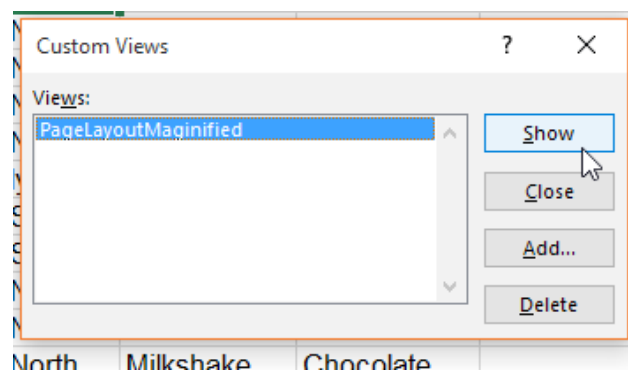 Custom Views ?
Views:
PageLayoutMaginified
Show
Close
Add...
Delete
North Milkshake Chocolate